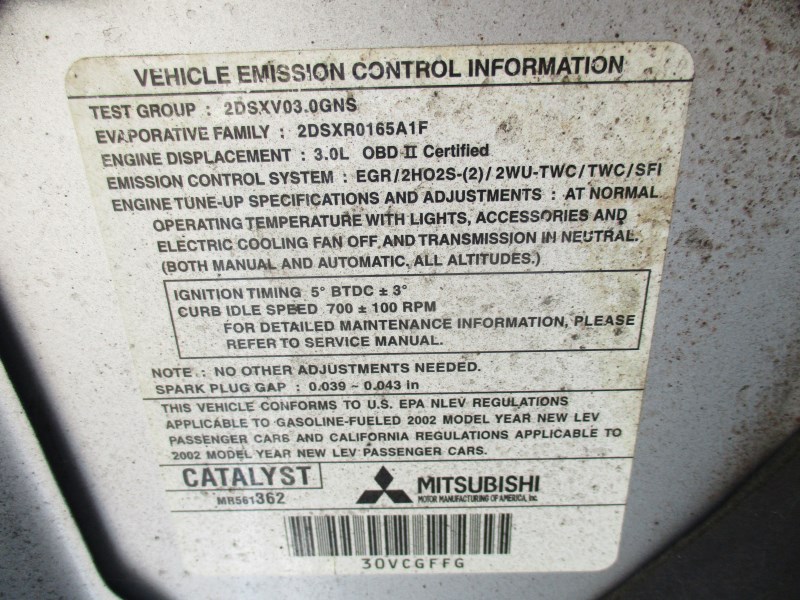 VEHICLE EMISSION CONTROL INFORMATION
TEST GROUP : 2DSXV03.0GNS
EVAPORATIVE FAMILY : 2DSXR0165A1F
ENGINE DISPLACEMENT : 3.0L OBD II Certified
EMISSION CONTROL SYSTEM : EGR/2HO2S-(2)/2WU-TWC/TWC/SFI
ENGINE TUNE-UP SPECIFICATIONS AND ADJUSTMENTS : AT NORMAL
OPERATING TEMPERATURE WITH LIGHTS, ACCESSORIES AND
ELECTRIC COOLING FAN OFF AND TRANSMISSION IN NEUTRAL.
(BOTH MANUAL AND AUTOMATIC, ALL ALTITUDES.)
IGNITION TIMING 5° BTDC ± 3°
CURB IDLE SPEED 700 ± 100 RPM
FOR DETAILED MAINTENANCE INFORMATION, PLEASE
REFER TO SERVICE MANUAL.
NOTE : NO OTHER ADJUSTMENTS NEEDED.
SPARK PLUG GAP : 0.039 ~ 0.043 in
THIS VEHICLE CONFORMS TO U.S. EPA NLEV REGULATIONS
APPLICABLE TO GASOLINE-FUELED 2002 MODEL YEAR NEW LEV
PASSENGER CARS AND CALIFORNIA REGULATIONS APPLICABLE TO
2002 MODEL YEAR NEW LEV PASSENGER CARS.
CATALYST
MR561362
MITSUBISHI
MOTOR MANUFACTURING OF AMERICA, Inc.
30VCGFFG